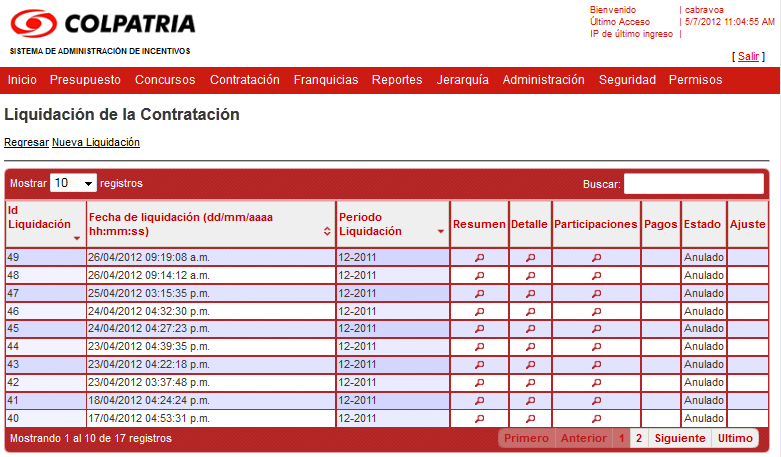 COLPATRIA
SISTEMA DE ADMINISTRACIÓN DE INCENTIVOS
Bienvenido | cabravoa
Último Acceso | 5/7/2012 11:04:55 AM
IP de último ingreso |
[ Salir ]
Inicio Presupuesto Concursos Contratación Franquicias Reportes Jerarquía Administración Seguridad Permisos
Liquidación de la Contratación
Regresar Nueva Liquidación
Mostrar 10 registros Buscar:
Id Liquidación Fecha de liquidación (dd/mm/aaaa hh:mm:ss) Periodo Liquidación Resumen Detalle Participaciones Pagos Estado Ajuste
49 26/04/2012 09:19:08 a.m. 12-2011 Anulado
48 26/04/2012 09:14:12 a.m. 12-2011 Anulado
47 25/04/2012 03:15:35 p.m. 12-2011 Anulado
46 24/04/2012 04:32:30 p.m. 12-2011 Anulado
45 24/04/2012 04:27:23 p.m. 12-2011 Anulado
44 23/04/2012 04:39:35 p.m. 12-2011 Anulado
43 23/04/2012 04:22:18 p.m. 12-2011 Anulado
42 23/04/2012 03:37:48 p.m. 12-2011 Anulado
41 18/04/2012 04:24:24 p.m. 12-2011 Anulado
40 17/04/2012 04:53:31 p.m. 12-2011 Anulado
Mostrando 1 al 10 de 17 registros Primero Anterior 1 2 Siguiente Ultimo